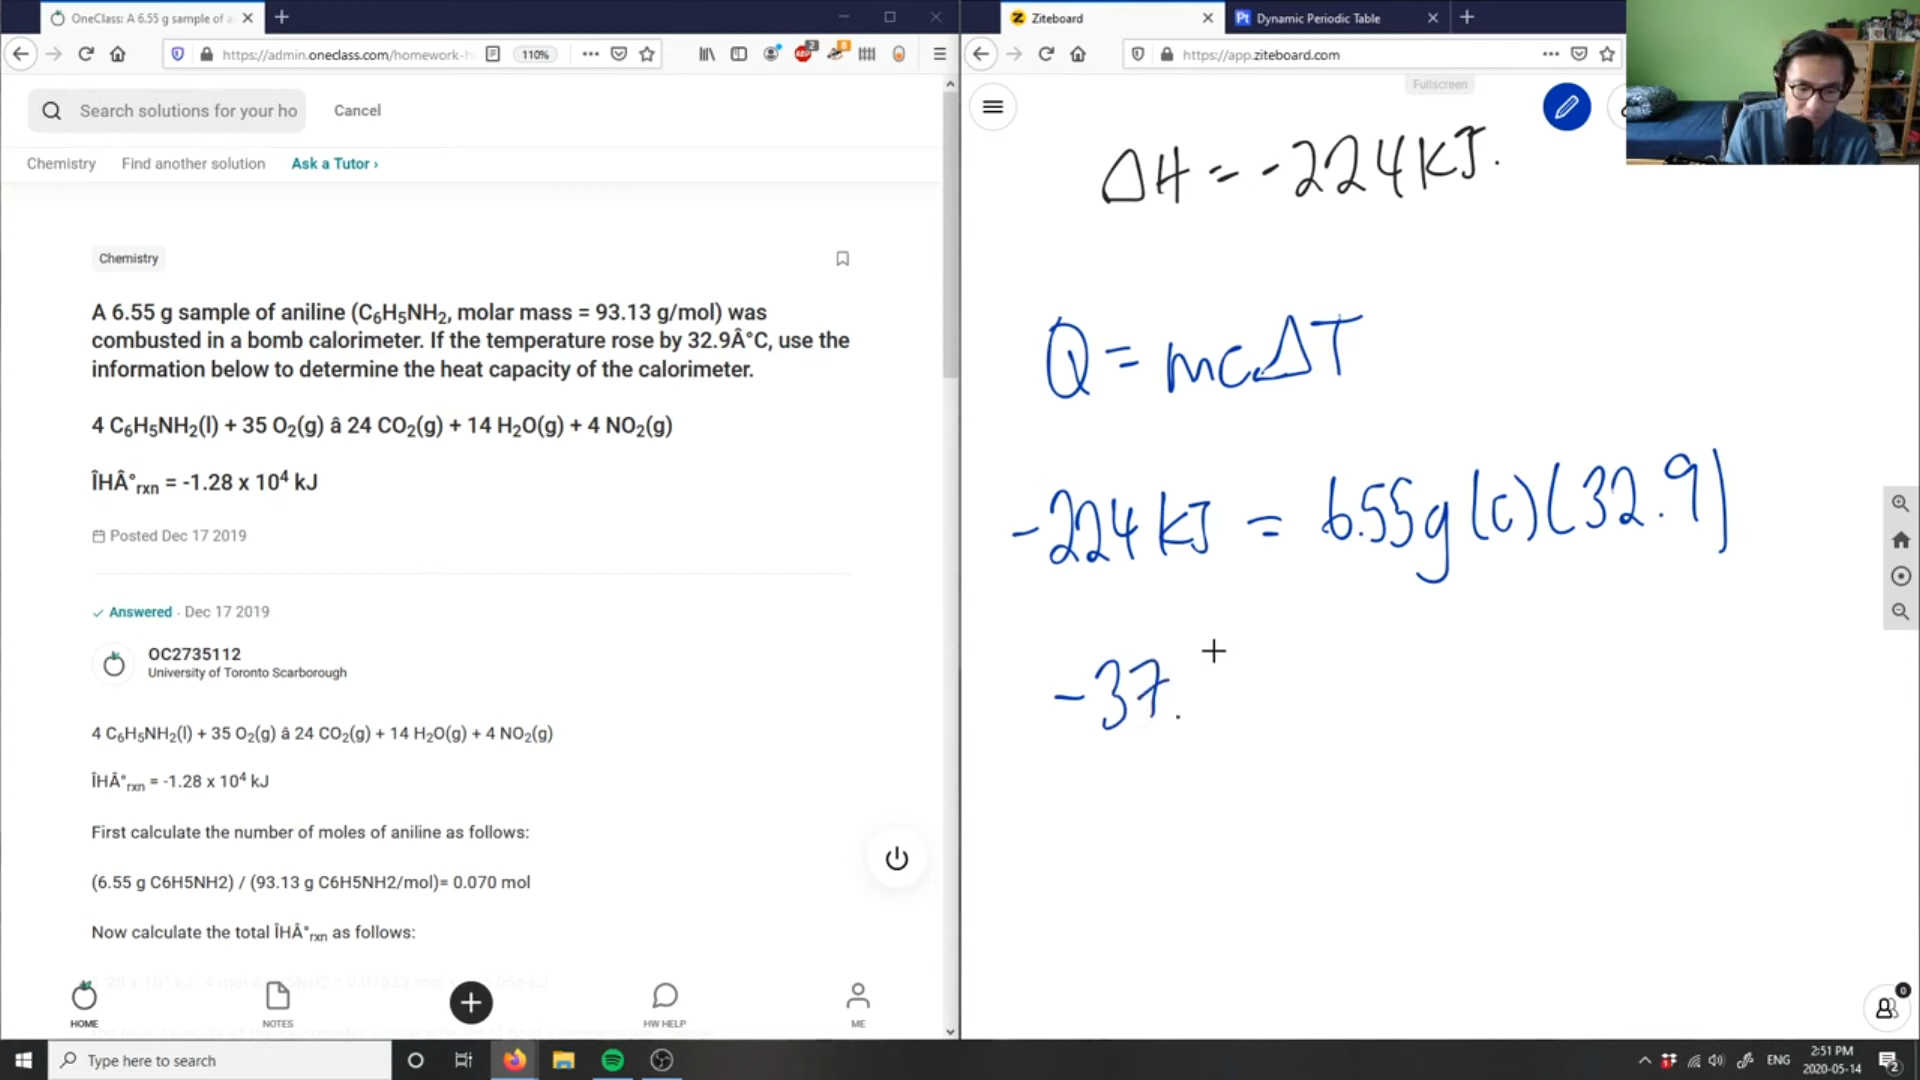 OneClass: A 6.55 g sample of a
Ziteboard
Pt Dynamic Periodic Table
https://admin.oneclass.com/homework-h
110%
https://app.ziteboard.com
Fullscreen
Search solutions for your ho
Cancel
Chemistry
Find another solution
Ask a Tutor ›
ΔH = -224 kJ.
Chemistry
A 6.55 g sample of aniline (C₆H₅NH₂, molar mass = 93.13 g/mol) was
combusted in a bomb calorimeter. If the temperature rose by 32.9Â°C, use the
information below to determine the heat capacity of the calorimeter.
4 C₆H₅NH₂(l) + 35 O₂(g) â 24 CO₂(g) + 14 H₂O(g) + 4 NO₂(g)
ÎHÂ°rxn = -1.28 x 10⁴ kJ
Posted Dec 17 2019
Answered · Dec 17 2019
OC2735112
University of Toronto Scarborough
4 C₆H₅NH₂(l) + 35 O₂(g) â 24 CO₂(g) + 14 H₂O(g) + 4 NO₂(g)
ÎHÂ°rxn = -1.28 x 10⁴ kJ
First calculate the number of moles of aniline as follows:
(6.55 g C6H5NH2) / (93.13 g C6H5NH2/mol)= 0.070 mol
Now calculate the total ÎHÂ°rxn as follows:
HOME
NOTES
HW HELP
ME
Q = mcΔT
-224 kJ = 6.55g (c)(32.9)
-37.
0
Type here to search
ENG
2:51 PM
2020-05-14
2